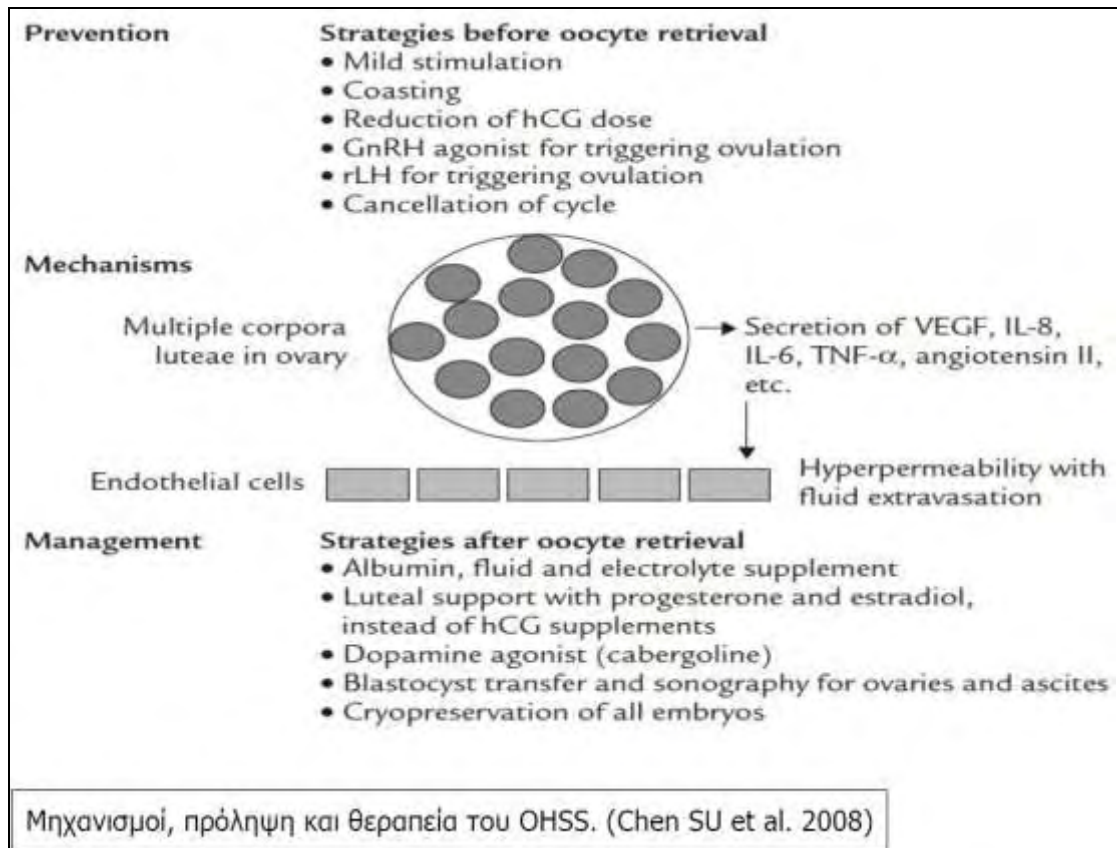 Prevention
Strategies before oocyte retrieval
• Mild stimulation
• Coasting
• Reduction of hCG dose
• GnRH agonist for triggering ovulation
• rLH for triggering ovulation
• Cancellation of cycle
Mechanisms
Multiple corpora
luteae in ovary
Secretion of VEGF, IL-8,
IL-6, TNF-α, angiotensin II,
etc.
Endothelial cells
Hyperpermeability with
fluid extravasation
Management
Strategies after oocyte retrieval
• Albumin, fluid and electrolyte supplement
• Luteal support with progesterone and estradiol,
instead of hCG supplements
• Dopamine agonist (cabergoline)
• Blastocyst transfer and sonography for ovaries and ascites
• Cryopreservation of all embryos
Μηχανισμοί, πρόληψη και θεραπεία του OHSS. (Chen SU et al. 2008)